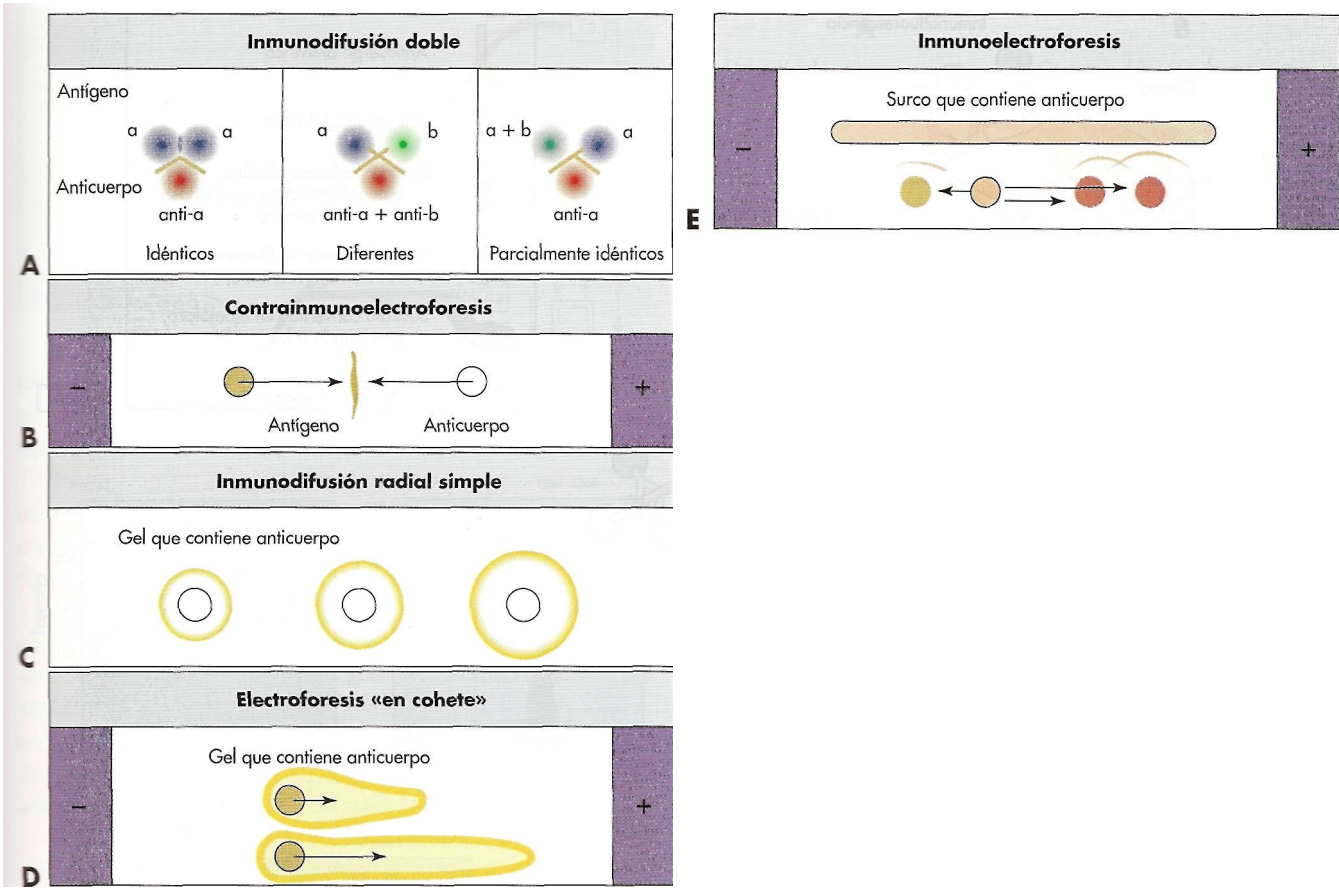 Inmunodifusión doble
Antígeno
a a
a b
a + b a
Anticuerpo
anti-a
anti-a + anti-b
anti-a
Idénticos
Diferentes
Parcialmente idénticos
A
Contrainmunoelectroforesis
− +
Antígeno Anticuerpo
B
Inmunodifusión radial simple
Gel que contiene anticuerpo
C
Electroforesis «en cohete»
Gel que contiene anticuerpo
− +
D
Inmunoelectroforesis
Surco que contiene anticuerpo
− +
E